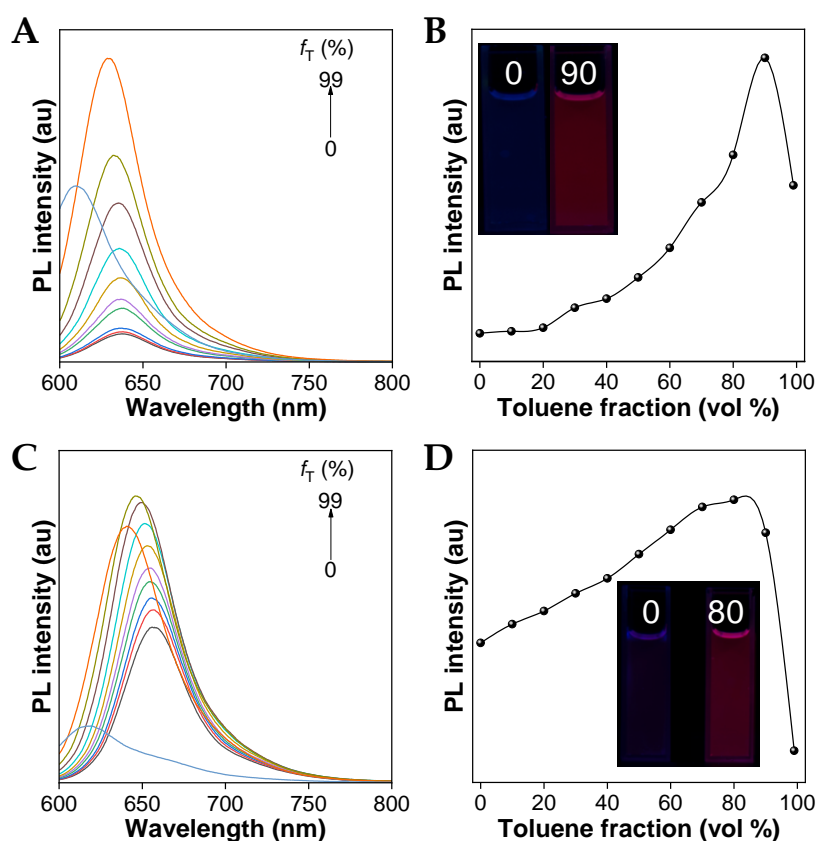 A
PL intensity (au)
fT (%)
99
0
600 650 700 750 800
Wavelength (nm)
B
PL intensity (au)
0 90
0 20 40 60 80 100
Toluene fraction (vol %)
C
PL intensity (au)
fT (%)
99
0
600 650 700 750 800
Wavelength (nm)
D
PL intensity (au)
0 80
0 20 40 60 80 100
Toluene fraction (vol %)